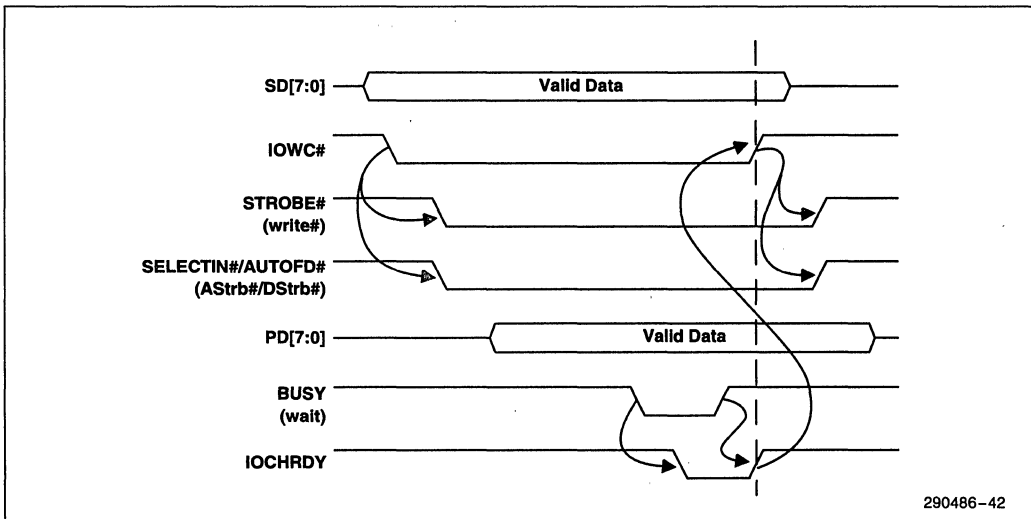 SD[7:0]
Valid Data
IOWC#
STROBE#
(write#)
SELECTIN#/AUTOFD#
(AStrb#/DStrb#)
PD[7:0]
Valid Data
BUSY
(wait)
IOCHRDY
290486-42